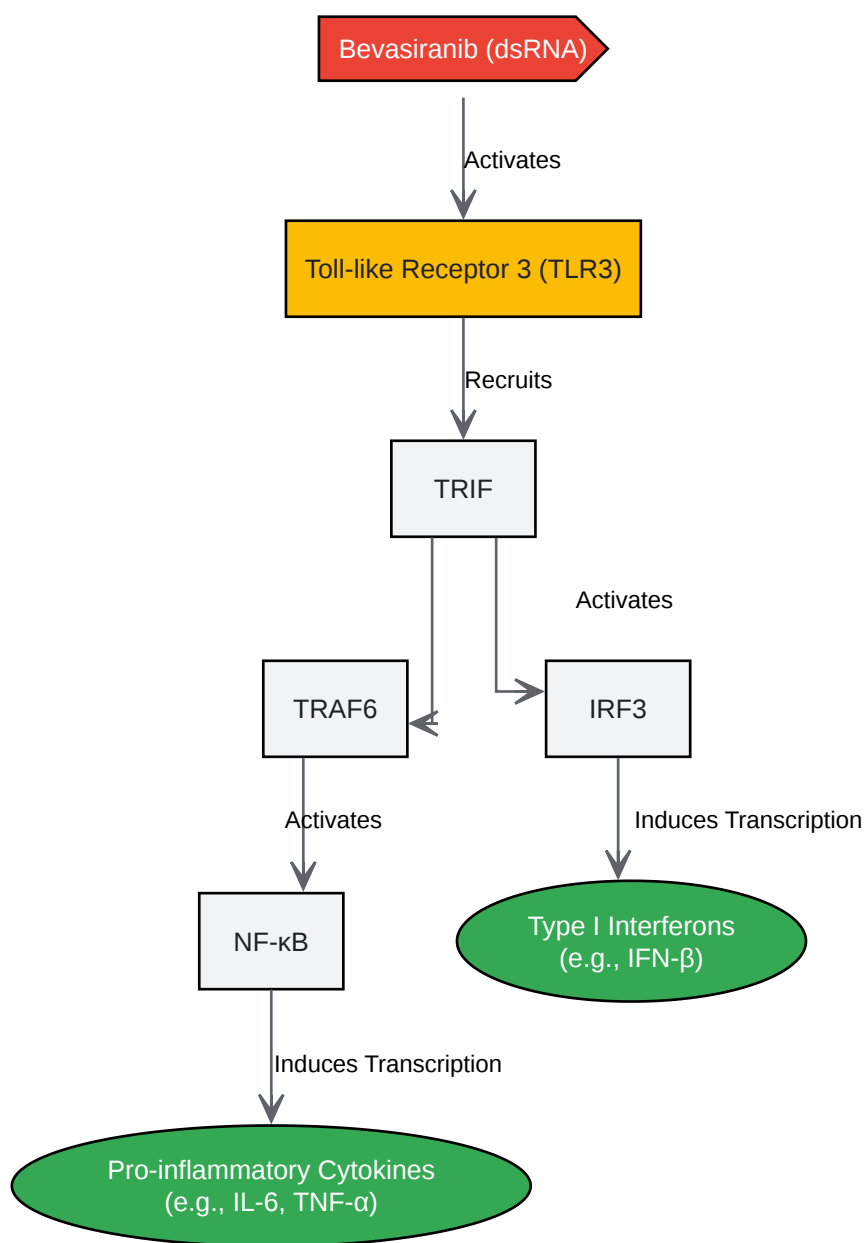 Bevasiranib (dsRNA)
Activates
Toll-like Receptor 3 (TLR3)
Recruits
TRIF
Activates
TRAF6
IRF3
Activates
Induces Transcription
NF-κB
Type I Interferons
(e.g., IFN-β)
Induces Transcription
Pro-inflammatory Cytokines
(e.g., IL-6, TNF-α)